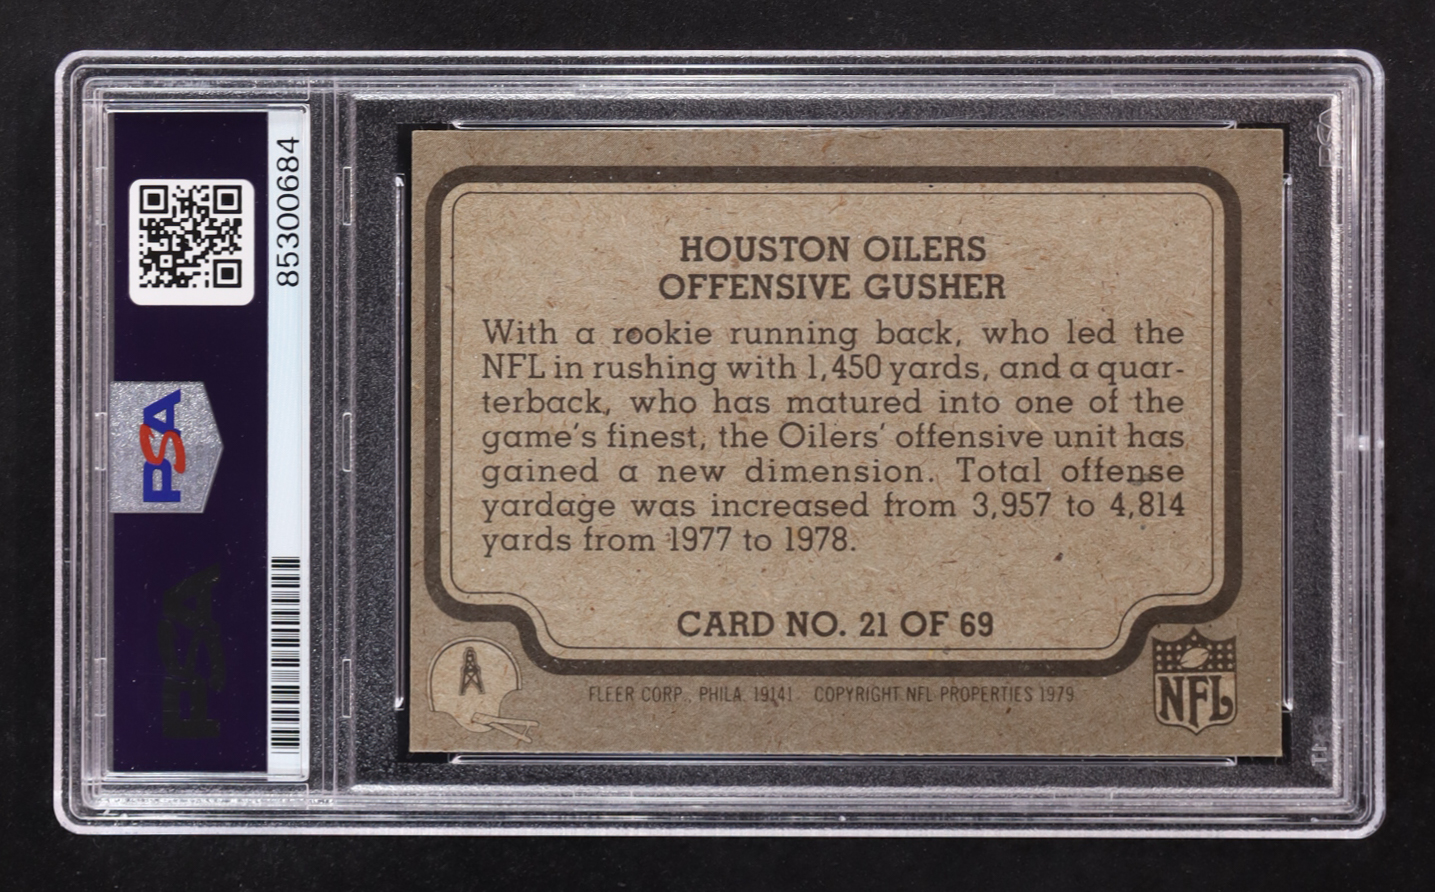 85300684
PSA
PSA
HOUSTON OILERS
OFFENSIVE GUSHER
With a rookie running back, who led the
NFL in rushing with 1,450 yards, and a quar-
terback, who has matured into one of the
game's finest, the Oilers' offensive unit has
gained a new dimension. Total offense
yardage was increased from 3,957 to 4,814
yards from 1977 to 1978.
CARD NO. 21 OF 69
FLEER CORP., PHILA. 19141. COPYRIGHT NFL PROPERTIES 1979
NFL
PSA